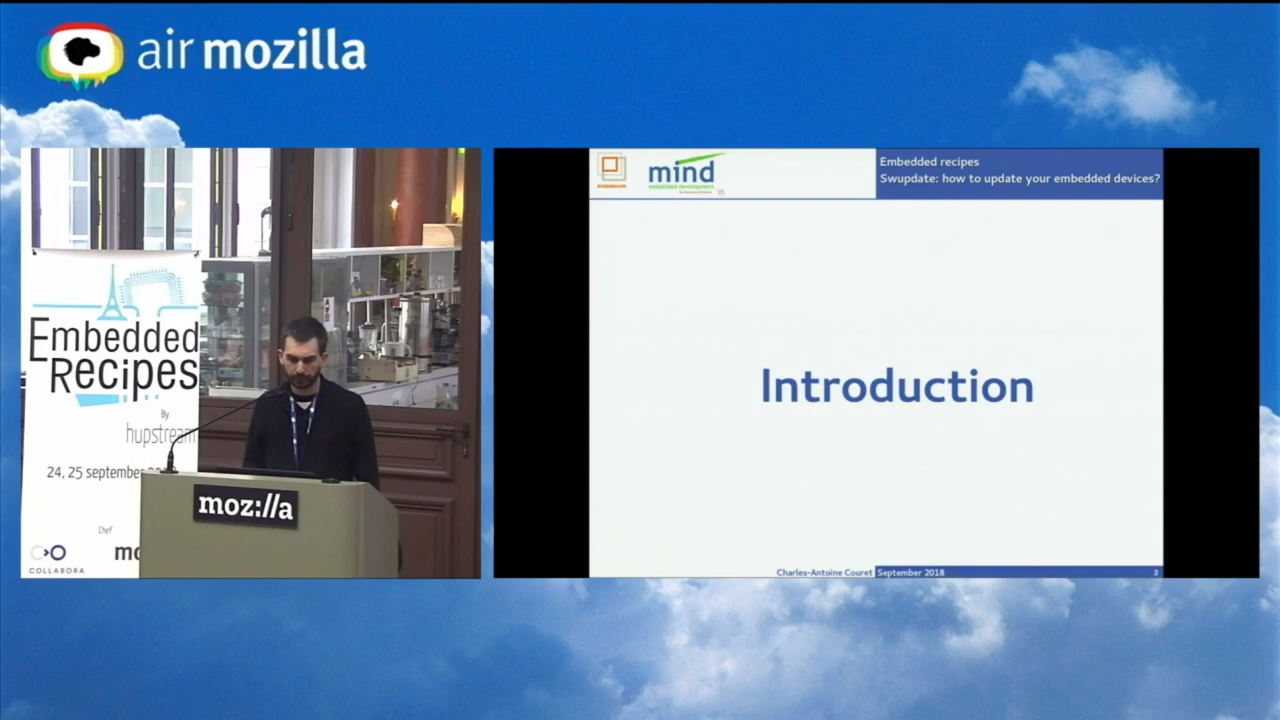 air mozilla
ESSENSIUM
mind
embedded development
Embedded recipes
Swupdate: how to update your embedded devices?
Embedded
Recipes
By
hupstream
24, 25 september
Chef
COLLABORA
moz://a
Introduction
Charles-Antoine Couret
September 2018
3